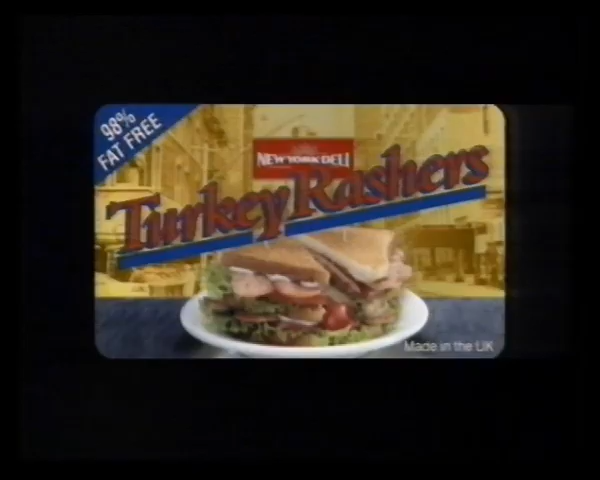 98%
FAT FREE
NEW YORK DELI
Turkey Rashers
Made in the UK